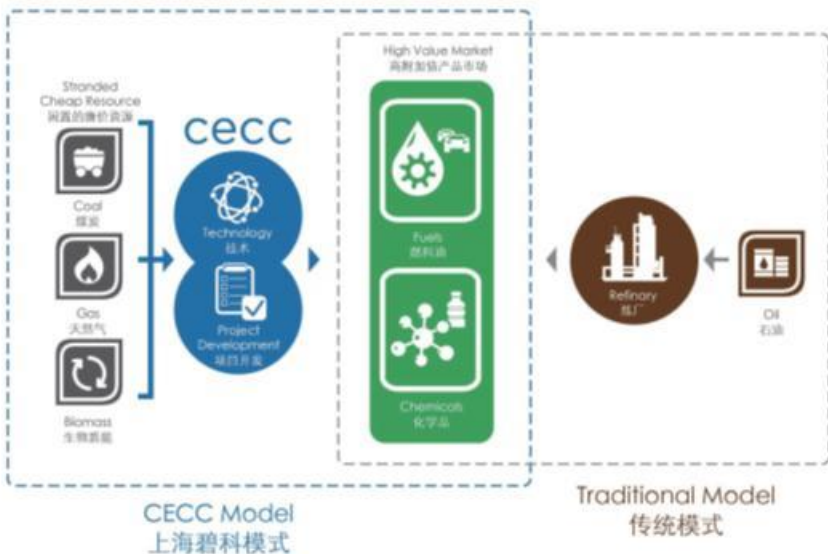 Stranded
Cheap Resource
闲置的廉价资源
Coal
煤炭
Gas
天然气
Biomass
生物质能
cecc
Technology
技术
Project
Development
项目开发
High Value Market
高附加值产品市场
Fuels
燃料油
Chemicals
化学品
Refinary
炼厂
Oil
石油
CECC Model
上海碧科模式
Traditional Model
传统模式